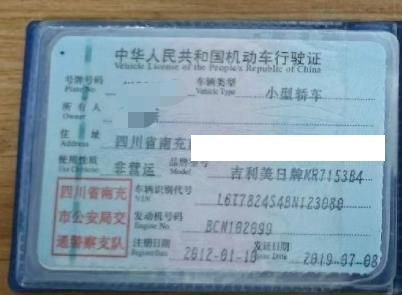 中华人民共和国机动车行驶证
Vehicle License of the People's Republic of China
号牌号码 车辆类型 小型轿车
Plate No. Vehicle Type
所有人
Owner
住址 四川省南充
Address
使用性质 非营运 品牌型号 吉利美日牌MR7153B4
Use Character Model
四川省南充 车辆识别代号 L6T7824S4BN123080
市公安局交 VIN
通警察支队 发动机号码 BCM102099
Engine No.
注册日期 2012-01-10 发证日期 2019-07-08
Register Date Issue Date